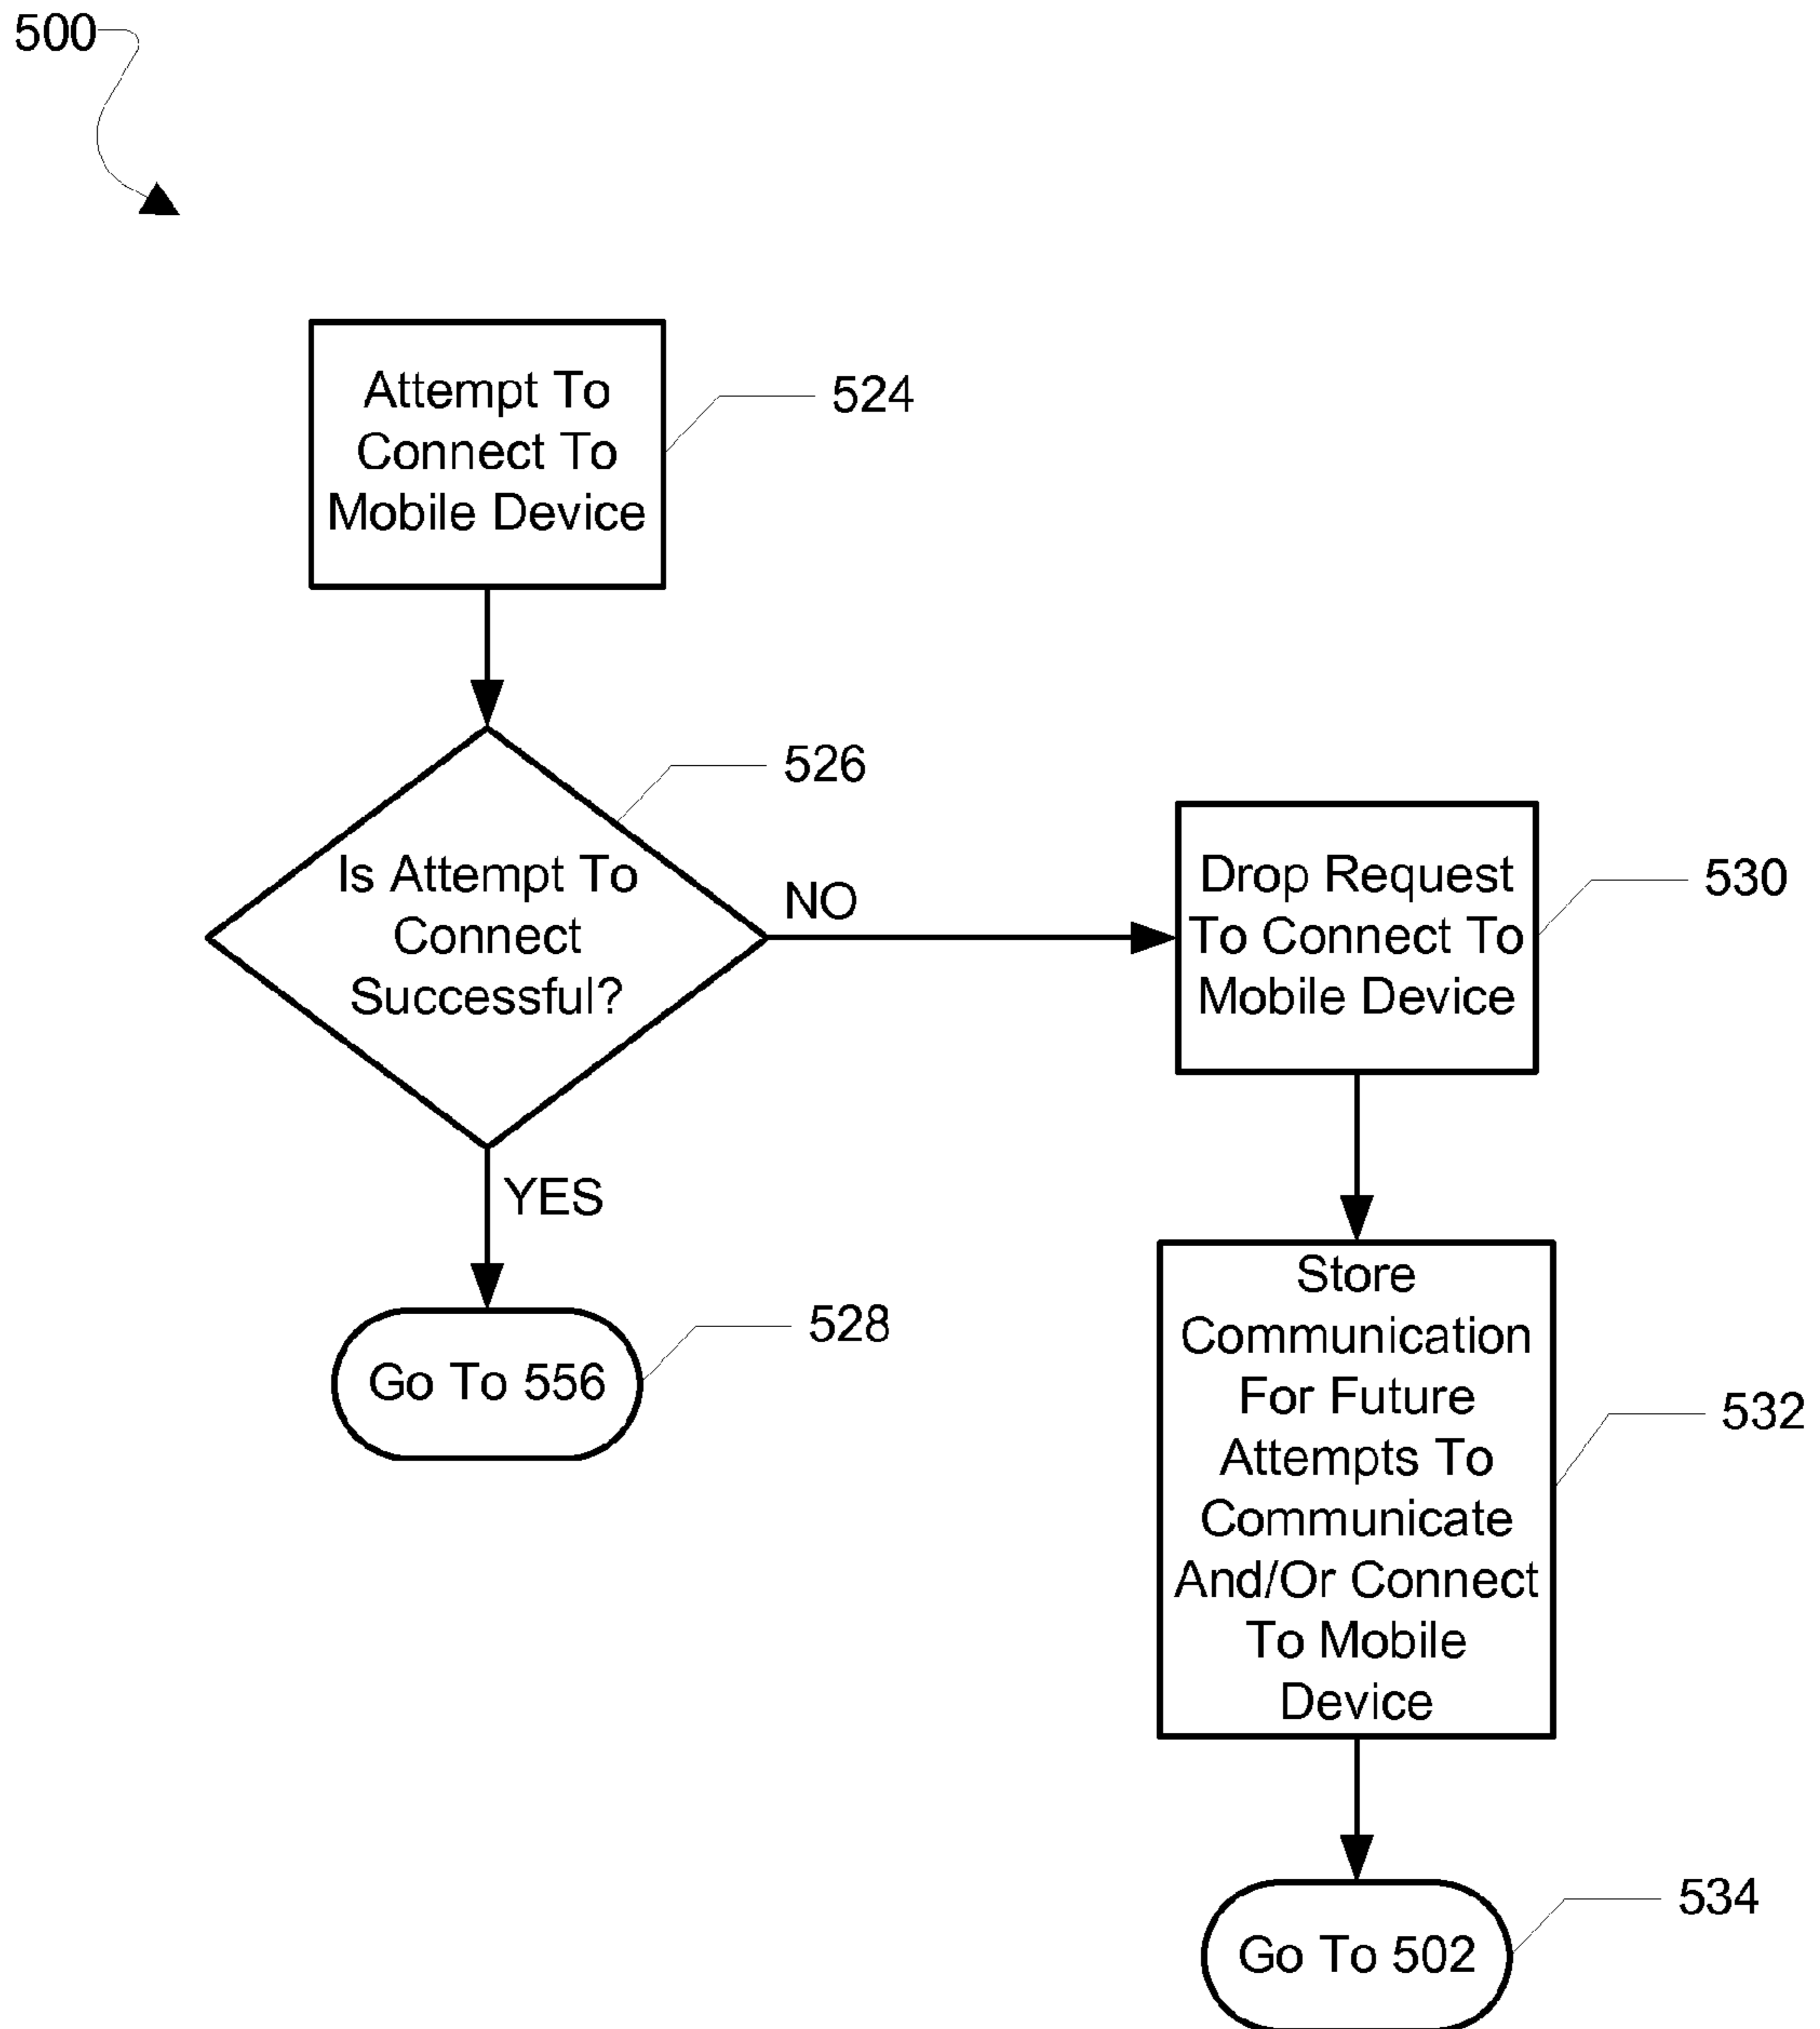 500
Attempt To
Connect To
Mobile Device
524
526
Is Attempt To
Connect
Successful?
NO
Drop Request
To Connect To
Mobile Device
530
YES
Go To 556
528
Store
Communication
For Future
Attempts To
Communicate
And/Or Connect
To Mobile
Device
532
Go To 502
534